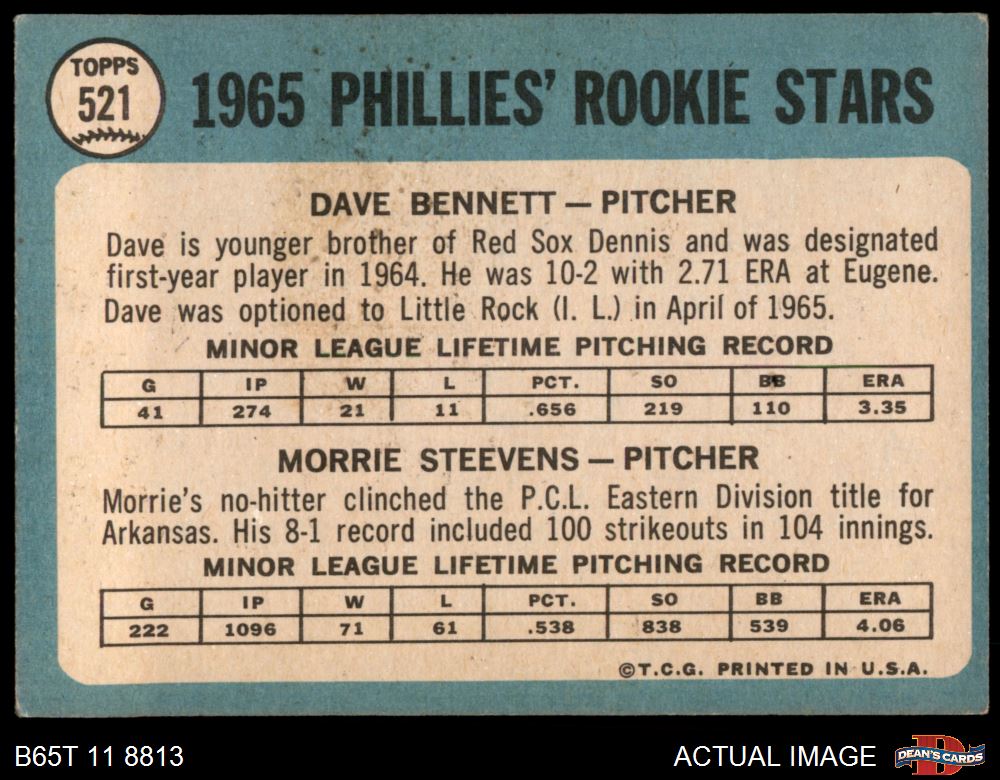 TOPPS
521
1965 PHILLIES' ROOKIE STARS
DAVE BENNETT — PITCHER
Dave is younger brother of Red Sox Dennis and was designated
first-year player in 1964. He was 10-2 with 2.71 ERA at Eugene.
Dave was optioned to Little Rock (I. L.) in April of 1965.
MINOR LEAGUE LIFETIME PITCHING RECORD
G IP W L PCT. SO BB ERA
41 274 21 11 .656 219 110 3.35
MORRIE STEEVENS — PITCHER
Morrie's no-hitter clinched the P.C.L. Eastern Division title for
Arkansas. His 8-1 record included 100 strikeouts in 104 innings.
MINOR LEAGUE LIFETIME PITCHING RECORD
G IP W L PCT. SO BB ERA
222 1096 71 61 .538 838 539 4.06
©T.C.G. PRINTED IN U.S.A.
B65T 11 8813
ACTUAL IMAGE
D
DEAN'S CARDS